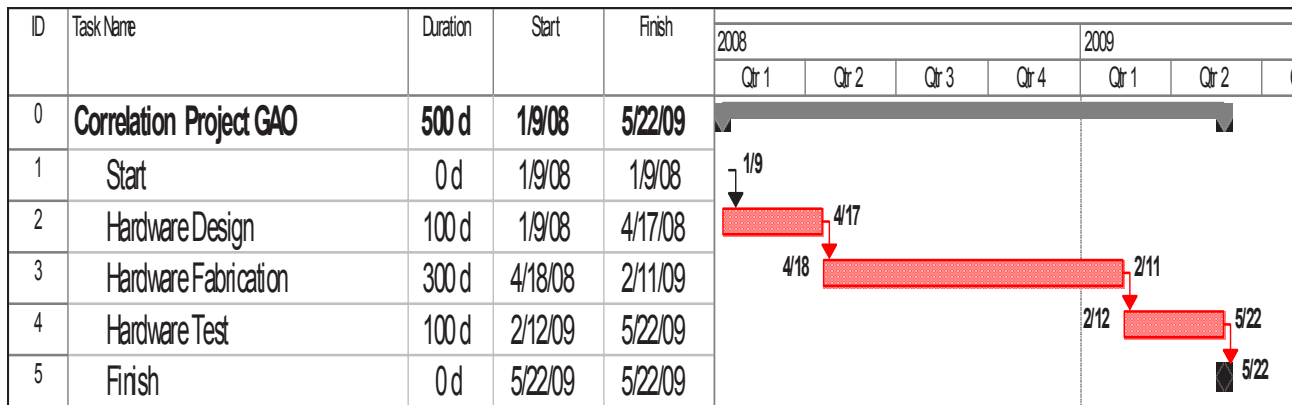 ID Task Name Duration Start Finish 2008 2009
Qtr 1 Qtr 2 Qtr 3 Qtr 4 Qtr 1 Qtr 2
0 Correlation Project GAO 500 d 1/9/08 5/22/09
1 Start 0 d 1/9/08 1/9/08 1/9
2 Hardware Design 100 d 1/9/08 4/17/08 4/17
3 Hardware Fabrication 300 d 4/18/08 2/11/09 4/18 2/11
4 Hardware Test 100 d 2/12/09 5/22/09 2/12 5/22
5 Finish 0 d 5/22/09 5/22/09 5/22